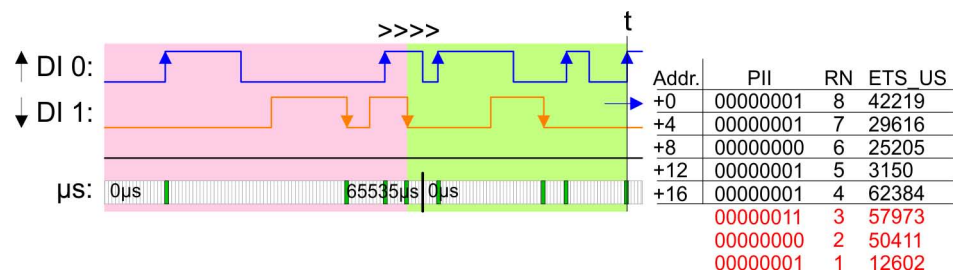 >>>> t
DI 0:
DI 1:
µs: 0µs 65535µs 0µs
Addr. PII RN ETS_US
+0 00000001 8 42219
+4 00000001 7 29616
+8 00000000 6 25205
+12 00000001 5 3150
+16 00000001 4 62384
00000011 3 57973
00000000 2 50411
00000001 1 12602